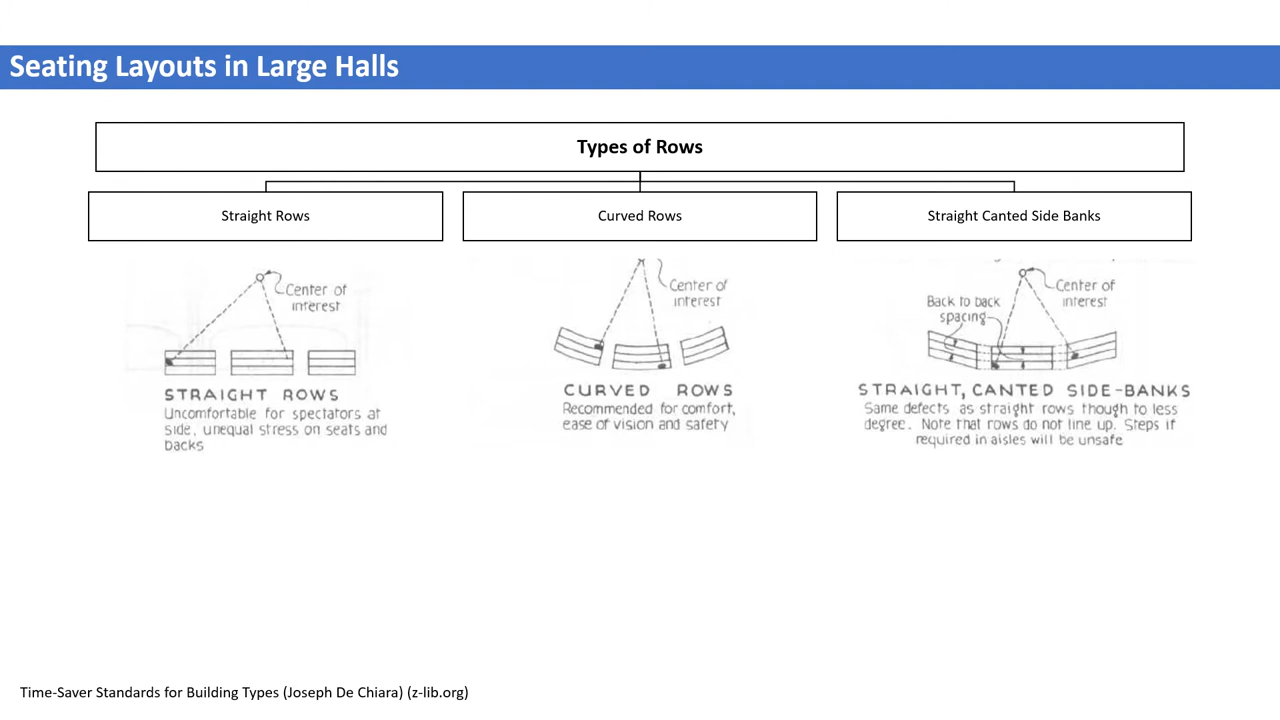 Seating Layouts in Large Halls
Types of Rows
Straight Rows
Curved Rows
Straight Canted Side Banks
Center of
interest
STRAIGHT ROWS
Uncomfortable for spectators at
side, unequal stress on seats and
backs
Center of
interest
CURVED ROWS
Recommended for comfort,
ease of vision and safety
Center of
interest
Back to back
spacing
STRAIGHT, CANTED SIDE-BANKS
Same defects as straight rows though to less
degree. Note that rows do not line up. Steps if
required in aisles will be unsafe
Time-Saver Standards for Building Types (Joseph De Chiara) (z-lib.org)